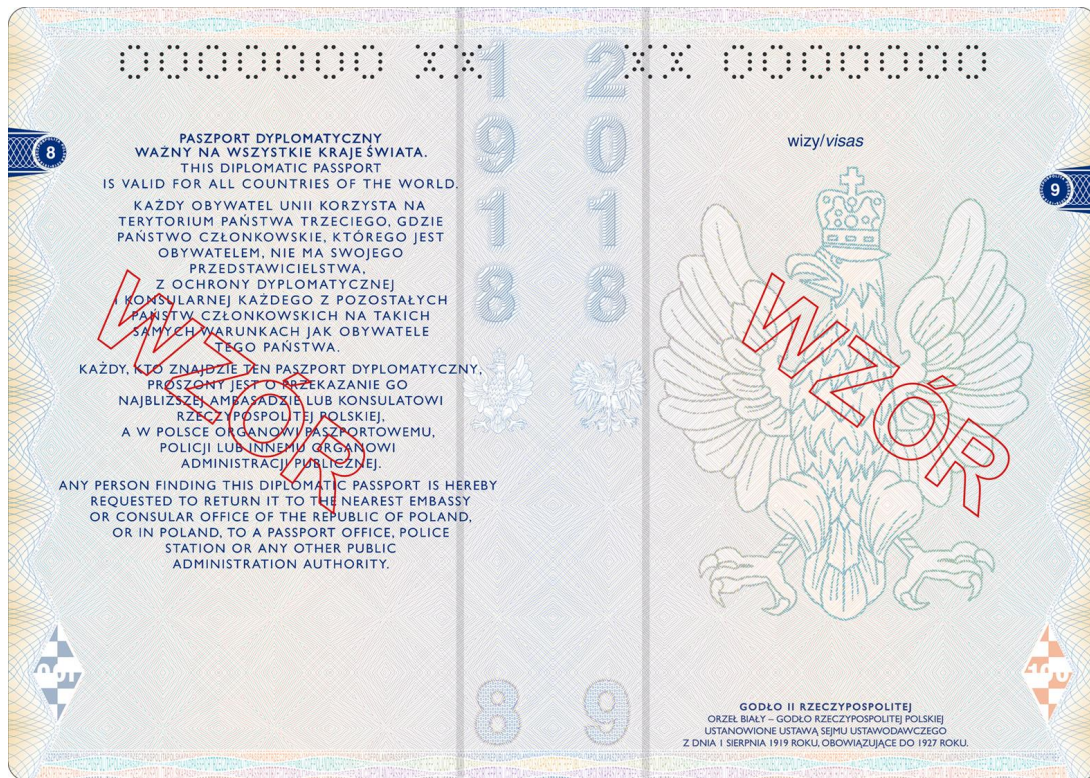 0000000 XX
XX 0000000
1918
2018
8
PASZPORT DYPLOMATYCZNY
WAŻNY NA WSZYSTKIE KRAJE ŚWIATA.
THIS DIPLOMATIC PASSPORT
IS VALID FOR ALL COUNTRIES OF THE WORLD.
KAŻDY OBYWATEL UNII KORZYSTA NA
TERYTORIUM PAŃSTWA TRZECIEGO, GDZIE
PAŃSTWO CZŁONKOWSKIE, KTÓREGO JEST
OBYWATELEM, NIE MA SWOJEGO
PRZEDSTAWICIELSTWA,
Z OCHRONY DYPLOMATYCZNEJ
I KONSULARNEJ KAŻDEGO Z POZOSTAŁYCH
PAŃSTW CZŁONKOWSKICH NA TAKICH
SAMYCH WARUNKACH JAK OBYWATELE
TEGO PAŃSTWA.
KAŻDY, KTO ZNAJDZIE TEN PASZPORT DYPLOMATYCZNY,
PROSZONY JEST O PRZEKAZANIE GO
NAJBLIŻSZEJ AMBASADZIE LUB KONSULATOWI
RZECZYPOSPOLITEJ POLSKIEJ,
A W POLSCE ORGANOWI PASZPORTOWEMU,
POLICJI LUB INNEMU ORGANOWI
ADMINISTRACJI PUBLICZNEJ.
ANY PERSON FINDING THIS DIPLOMATIC PASSPORT IS HEREBY
REQUESTED TO RETURN IT TO THE NEAREST EMBASSY
OR CONSULAR OFFICE OF THE REPUBLIC OF POLAND,
OR IN POLAND, TO A PASSPORT OFFICE, POLICE
STATION OR ANY OTHER PUBLIC
ADMINISTRATION AUTHORITY.
WZÓR
8
wizy/visas
9
WZÓR
9
100
GODŁO II RZECZYPOSPOLITEJ
ORZEŁ BIAŁY – GODŁO RZECZYPOSPOLITEJ POLSKIEJ
USTANOWIONE USTAWĄ SEJMU USTAWODAWCZEGO
Z DNIA 1 SIERPNIA 1919 ROKU, OBOWIĄZUJĄCE DO 1927 ROKU.